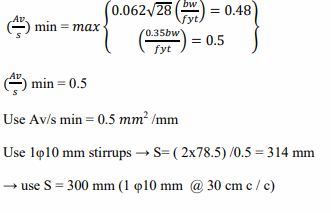 (Av/s) min = max {0.062√28 (bw/fyt) = 0.48
(0.35bw/fyt) = 0.5}
(Av/s) min = 0.5
Use Av/s min = 0.5 mm² /mm
Use 1φ10 mm stirrups → S= ( 2x78.5) /0.5 = 314 mm
→ use S = 300 mm (1 φ10 mm @ 30 cm c / c)